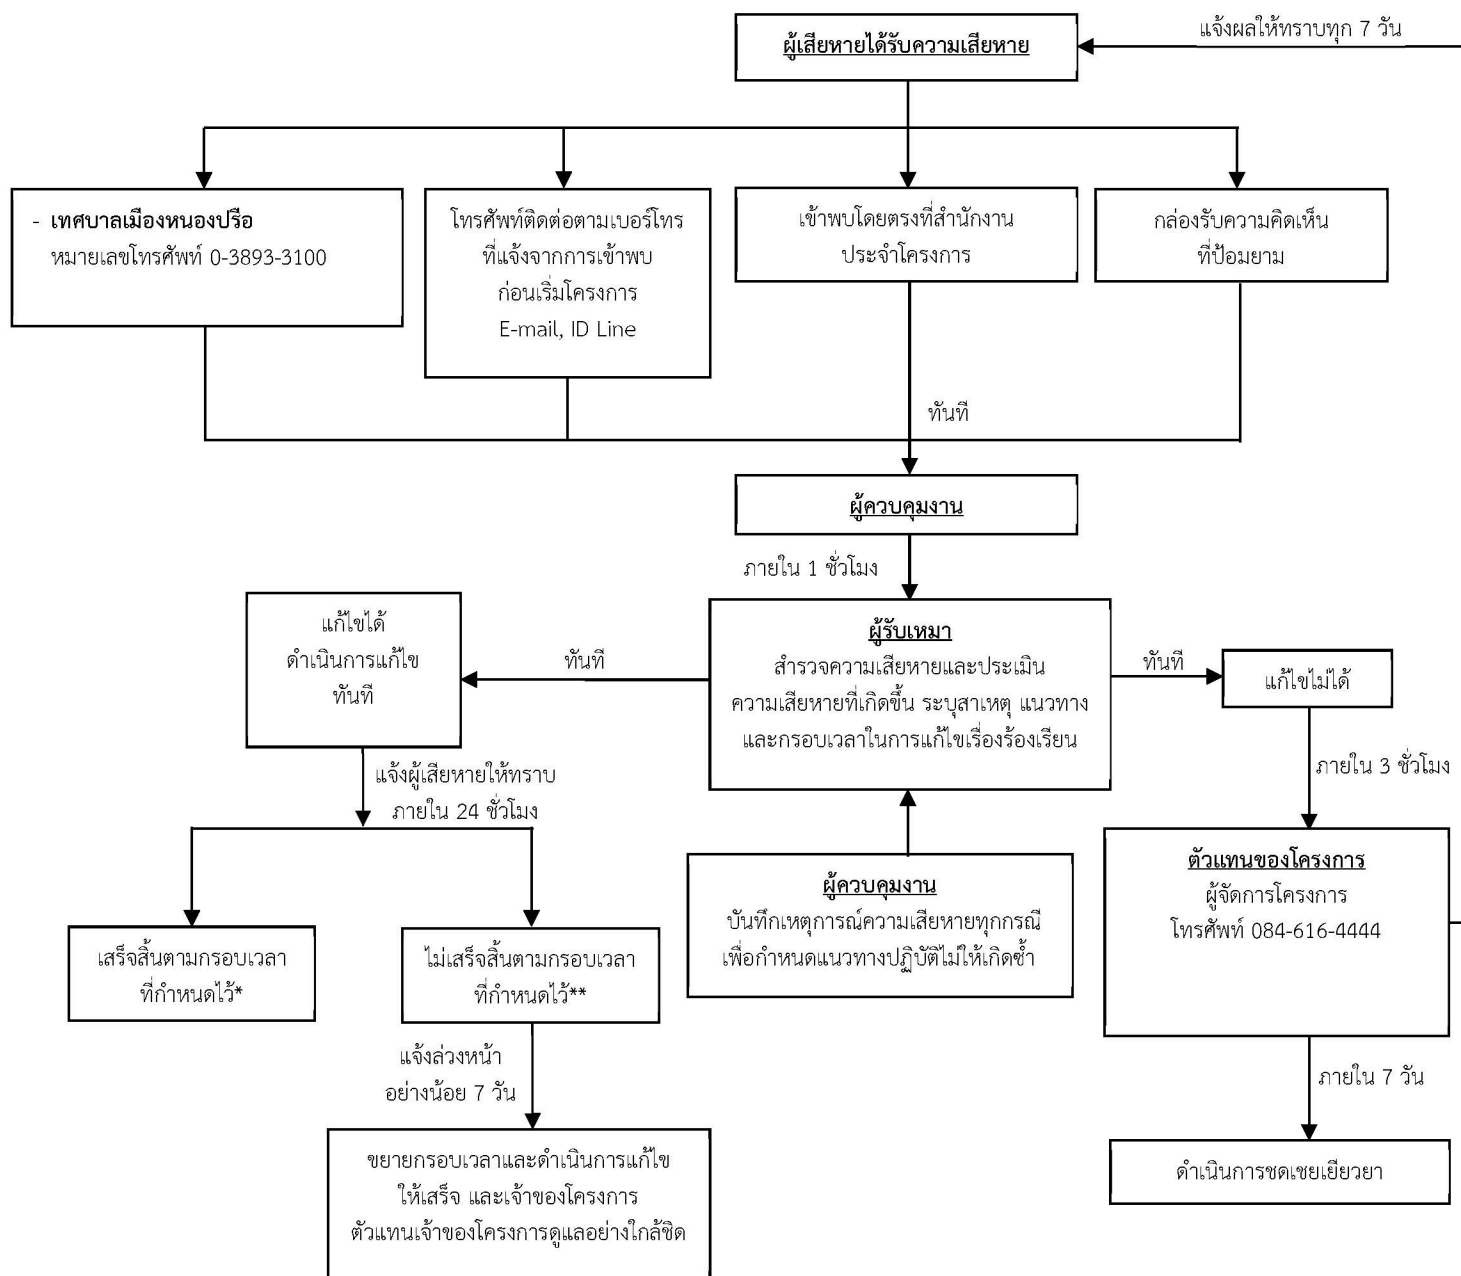 แจ้งผลให้ทราบทุก 7 วัน
ผู้เสียหายได้รับความเสียหาย
- เทศบาลเมืองหนองปรือ
หมายเลขโทรศัพท์ 0-3893-3100
โทรศัพท์ติดต่อตามเบอร์โทร
ที่แจ้งจากการเข้าพบ
ก่อนเริ่มโครงการ
E-mail, ID Line
เข้าพบโดยตรงที่สำนักงาน
ประจำโครงการ
กล่องรับความคิดเห็น
ที่ป้อมยาม
ทันที
ผู้ควบคุมงาน
ภายใน 1 ชั่วโมง
แก้ไขได้
ดำเนินการแก้ไข
ทันที
ทันที
ผู้รับเหมา
สำรวจความเสียหายและประเมิน
ความเสียหายที่เกิดขึ้น ระบุสาเหตุ แนวทาง
และกรอบเวลาในการแก้ไขเรื่องร้องเรียน
ทันที
แก้ไขไม่ได้
แจ้งผู้เสียหายให้ทราบ
ภายใน 24 ชั่วโมง
ภายใน 3 ชั่วโมง
ผู้ควบคุมงาน
บันทึกเหตุการณ์ความเสียหายทุกกรณี
เพื่อกำหนดแนวทางปฏิบัติไม่ให้เกิดซ้ำ
ตัวแทนของโครงการ
ผู้จัดการโครงการ
โทรศัพท์ 084-616-4444
เสร็จสิ้นตามกรอบเวลา
ที่กำหนดไว้*
ไม่เสร็จสิ้นตามกรอบเวลา
ที่กำหนดไว้**
แจ้งล่วงหน้า
อย่างน้อย 7 วัน
ภายใน 7 วัน
ขยายกรอบเวลาและดำเนินการแก้ไข
ให้เสร็จ และเจ้าของโครงการ
ตัวแทนเจ้าของโครงการดูแลอย่างใกล้ชิด
ดำเนินการชดเชยเยียวยา